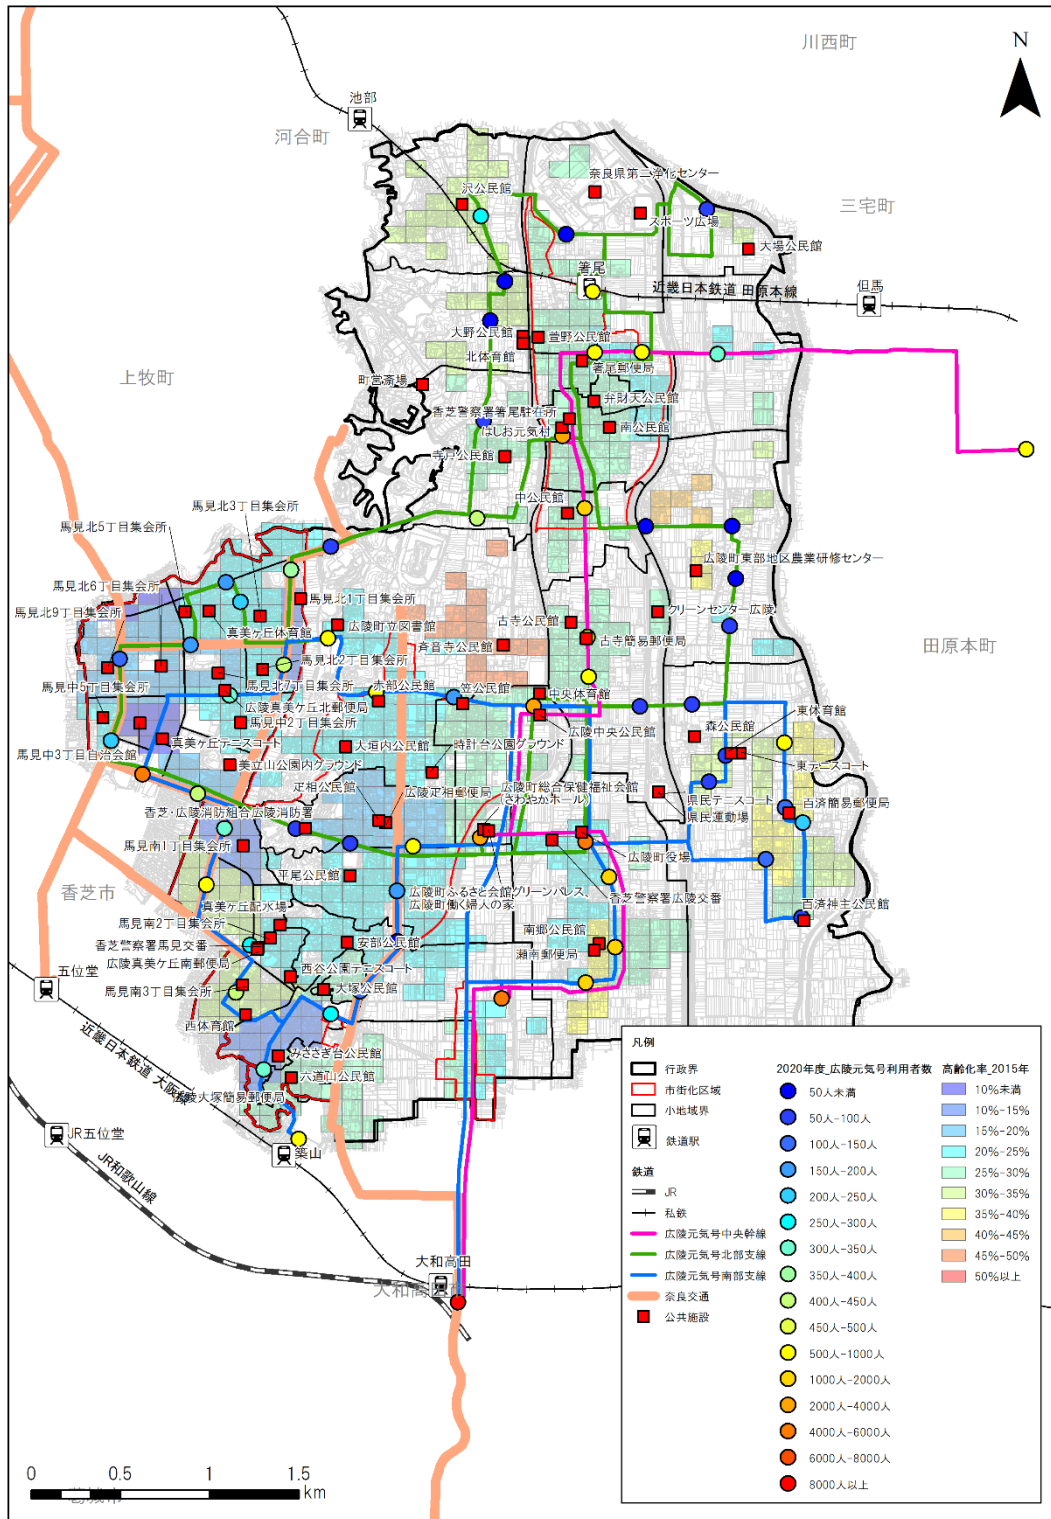 川西町
N
池部
河合町
奈良県第二浄化センター
沢公民館
三宅町
スポーツ広場
大場公民館
箸尾
近畿日本鉄道 田原本線
但馬
大野公民館
萱野公民館
北体育館
箸尾郵便局
上牧町
町営斎場
弁財天公民館
香芝警察署箸尾駐在所
はしお元気村
南公民館
寺戸公民館
中公民館
馬見北3丁目集会所
馬見北5丁目集会所
広陵町東部地区農業研修センター
馬見北6丁目集会所
馬見北1丁目集会所
馬見北9丁目集会所
真美ヶ丘体育館
広陵町立図書館
クリーンセンター広陵
古寺公民館
古寺簡易郵便局
斉音寺公民館
田原本町
馬見北2丁目集会所
馬見北7丁目集会所
馬見中5丁目集会所
赤部公民館
笠公民館
中央体育館
広陵真美ケ丘北郵便局
馬見中2丁目集会所
広陵中央公民館
森公民館
東体育館
真美ヶ丘テニスコート
大垣内公民館
時計台公園グラウンド
馬見中3丁目自治会館
美立山公園内グラウンド
東テニスコート
疋相公民館
広陵疋相郵便局
広陵町総合保健福祉会館
(さわやかホール)
県民テニスコート
百済簡易郵便局
県民運動場
香芝・広陵消防組合広陵消防署
馬見南1丁目集会所
広陵町役場
香芝市
平尾公民館
広陵町ふるさと会館グリーンパレス
広陵町働く婦人の家
香芝警察署広陵交番
百済神主公民館
真美ヶ丘配水場
馬見南2丁目集会所
南郷公民館
香芝警察署馬見交番
安部公民館
瀬南郵便局
広陵真美ケ丘南郵便局
西谷公園テニスコート
五位堂
馬見南3丁目集会所
大塚公民館
西体育館
近畿日本鉄道 大阪線
みささぎ台公民館
六道山公民館
広陵大塚簡易郵便局
JR五位堂
築山
JR和歌山線
大和高田
凡例
行政界
市街化区域
小地域界
鉄道駅
鉄道
JR
私鉄
広陵元気号中央幹線
広陵元気号北部支線
広陵元気号南部支線
奈良交通
公共施設
2020年度_広陵元気号利用者数
50人未満
50人-100人
100人-150人
150人-200人
200人-250人
250人-300人
300人-350人
350人-400人
400人-450人
450人-500人
500人-1000人
1000人-2000人
2000人-4000人
4000人-6000人
6000人-8000人
8000人以上
高齢化率_2015年
10%未満
10%-15%
15%-20%
20%-25%
25%-30%
30%-35%
35%-40%
40%-45%
45%-50%
50%以上
0 0.5 1 1.5
km